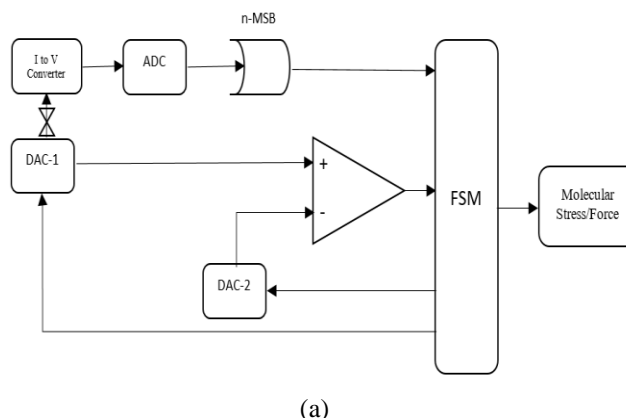 n-MSB
I to V
Converter
ADC
DAC-1
+
-
DAC-2
FSM
Molecular
Stress/Force
(a)